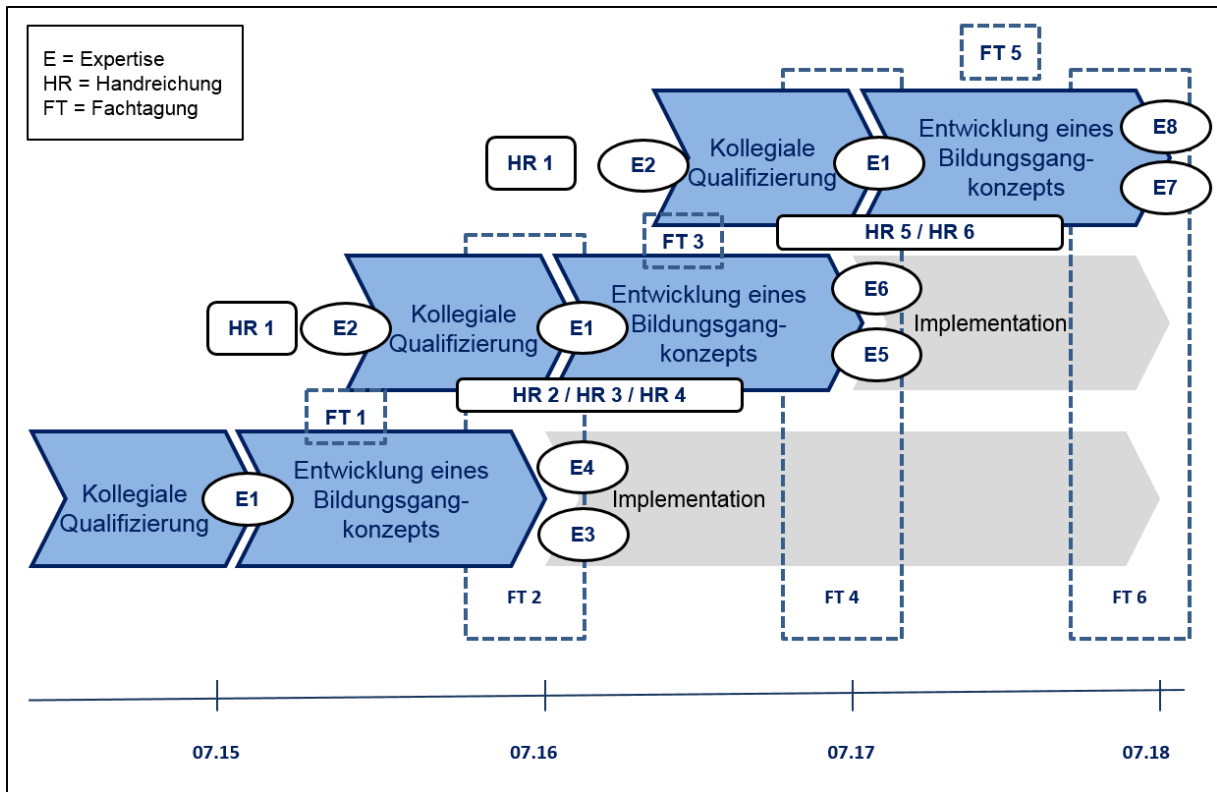 E = Expertise
HR = Handreichung
FT = Fachtagung
FT 5
HR 1
E2
Kollegiale
Qualifizierung
E1
Entwicklung eines
Bildungsgang-
konzepts
E8
E7
HR 5 / HR 6
FT 3
HR 1
E2
Kollegiale
Qualifizierung
E1
Entwicklung eines
Bildungsgang-
konzepts
E6
E5
Implementation
HR 2 / HR 3 / HR 4
FT 1
Kollegiale
Qualifizierung
E1
Entwicklung eines
Bildungsgang-
konzepts
E4
E3
Implementation
FT 2
FT 4
FT 6
07.15
07.16
07.17
07.18